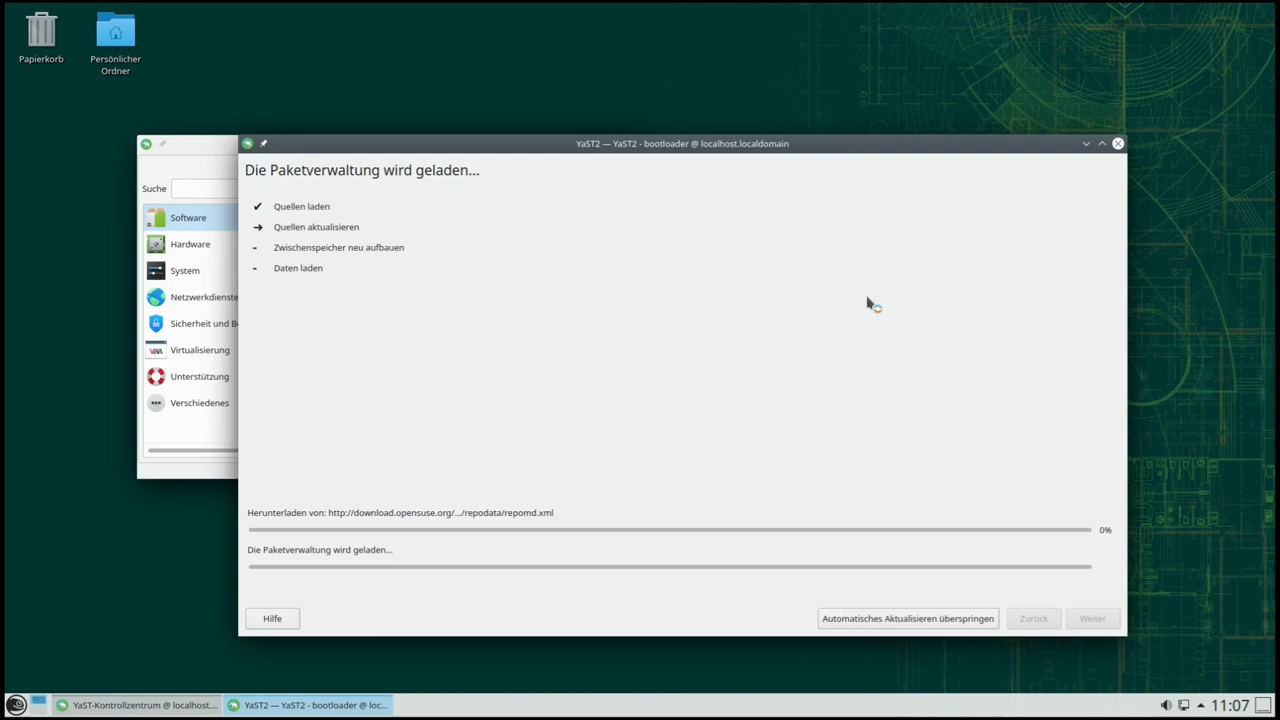 Papierkorb
Persönlicher
Ordner
YaST2 — YaST2 - bootloader @ localhost.localdomain
Suche
Software
Hardware
System
Netzwerkdienste
Sicherheit und B
Virtualisierung
Unterstützung
Verschiedenes
Die Paketverwaltung wird geladen...
Quellen laden
Quellen aktualisieren
- Zwischenspeicher neu aufbauen
- Daten laden
Herunterladen von: http://download.opensuse.org/.../repodata/repomd.xml
0%
Die Paketverwaltung wird geladen...
Hilfe
Automatisches Aktualisieren überspringen
Zurück
Weiter
YaST-Kontrollzentrum @ localhost....
YaST2 — YaST2 - bootloader @ loc...
11:07